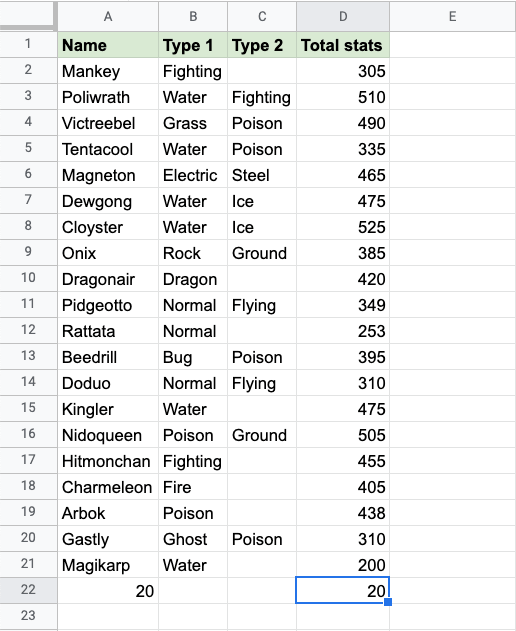 A B C D E
1 Name Type 1 Type 2 Total stats
2 Mankey Fighting 305
3 Poliwrath Water Fighting 510
4 Victreebel Grass Poison 490
5 Tentacool Water Poison 335
6 Magneton Electric Steel 465
7 Dewgong Water Ice 475
8 Cloyster Water Ice 525
9 Onix Rock Ground 385
10 Dragonair Dragon 420
11 Pidgeotto Normal Flying 349
12 Rattata Normal 253
13 Beedrill Bug Poison 395
14 Doduo Normal Flying 310
15 Kingler Water 475
16 Nidoqueen Poison Ground 505
17 Hitmonchan Fighting 455
18 Charmeleon Fire 405
19 Arbok Poison 438
20 Gastly Ghost Poison 310
21 Magikarp Water 200
22 20 20
23